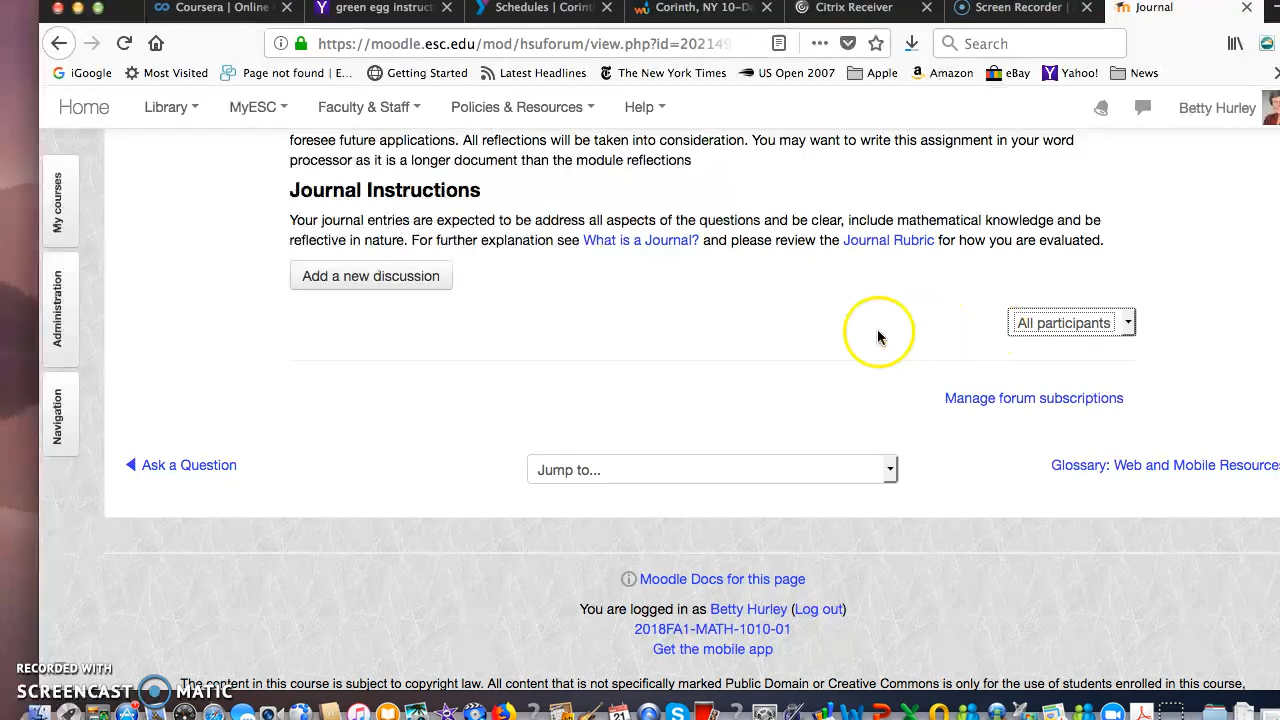 Coursera | Online
green egg instruct
Schedules | Corint
Corinth, NY 10-Da
Citrix Receiver
Screen Recorder
Journal
https://moodle.esc.edu/mod/hsuforum/view.php?id=202149
Search
iGoogle
Most Visited
Page not found | E...
Getting Started
Latest Headlines
The New York Times
US Open 2007
Apple
Amazon
eBay
Yahoo!
News
Home
Library
MyESC
Faculty & Staff
Policies & Resources
Help
Betty Hurley
My courses
Administration
Navigation
foresee future applications. All reflections will be taken into consideration. You may want to write this assignment in your word
processor as it is a longer document than the module reflections
Journal Instructions
Your journal entries are expected to be address all aspects of the questions and be clear, include mathematical knowledge and be
reflective in nature. For further explanation see What is a Journal? and please review the Journal Rubric for how you are evaluated.
Add a new discussion
All participants
Manage forum subscriptions
Ask a Question
Jump to...
Glossary: Web and Mobile Resources
Moodle Docs for this page
You are logged in as Betty Hurley (Log out)
2018FA1-MATH-1010-01
Get the mobile app
RECORDED WITH
SCREENCAST MATIC
The content in this course is subject to copyright law. All content that is not specifically marked Public Domain or Creative Commons is only for the use of students enrolled in this course,